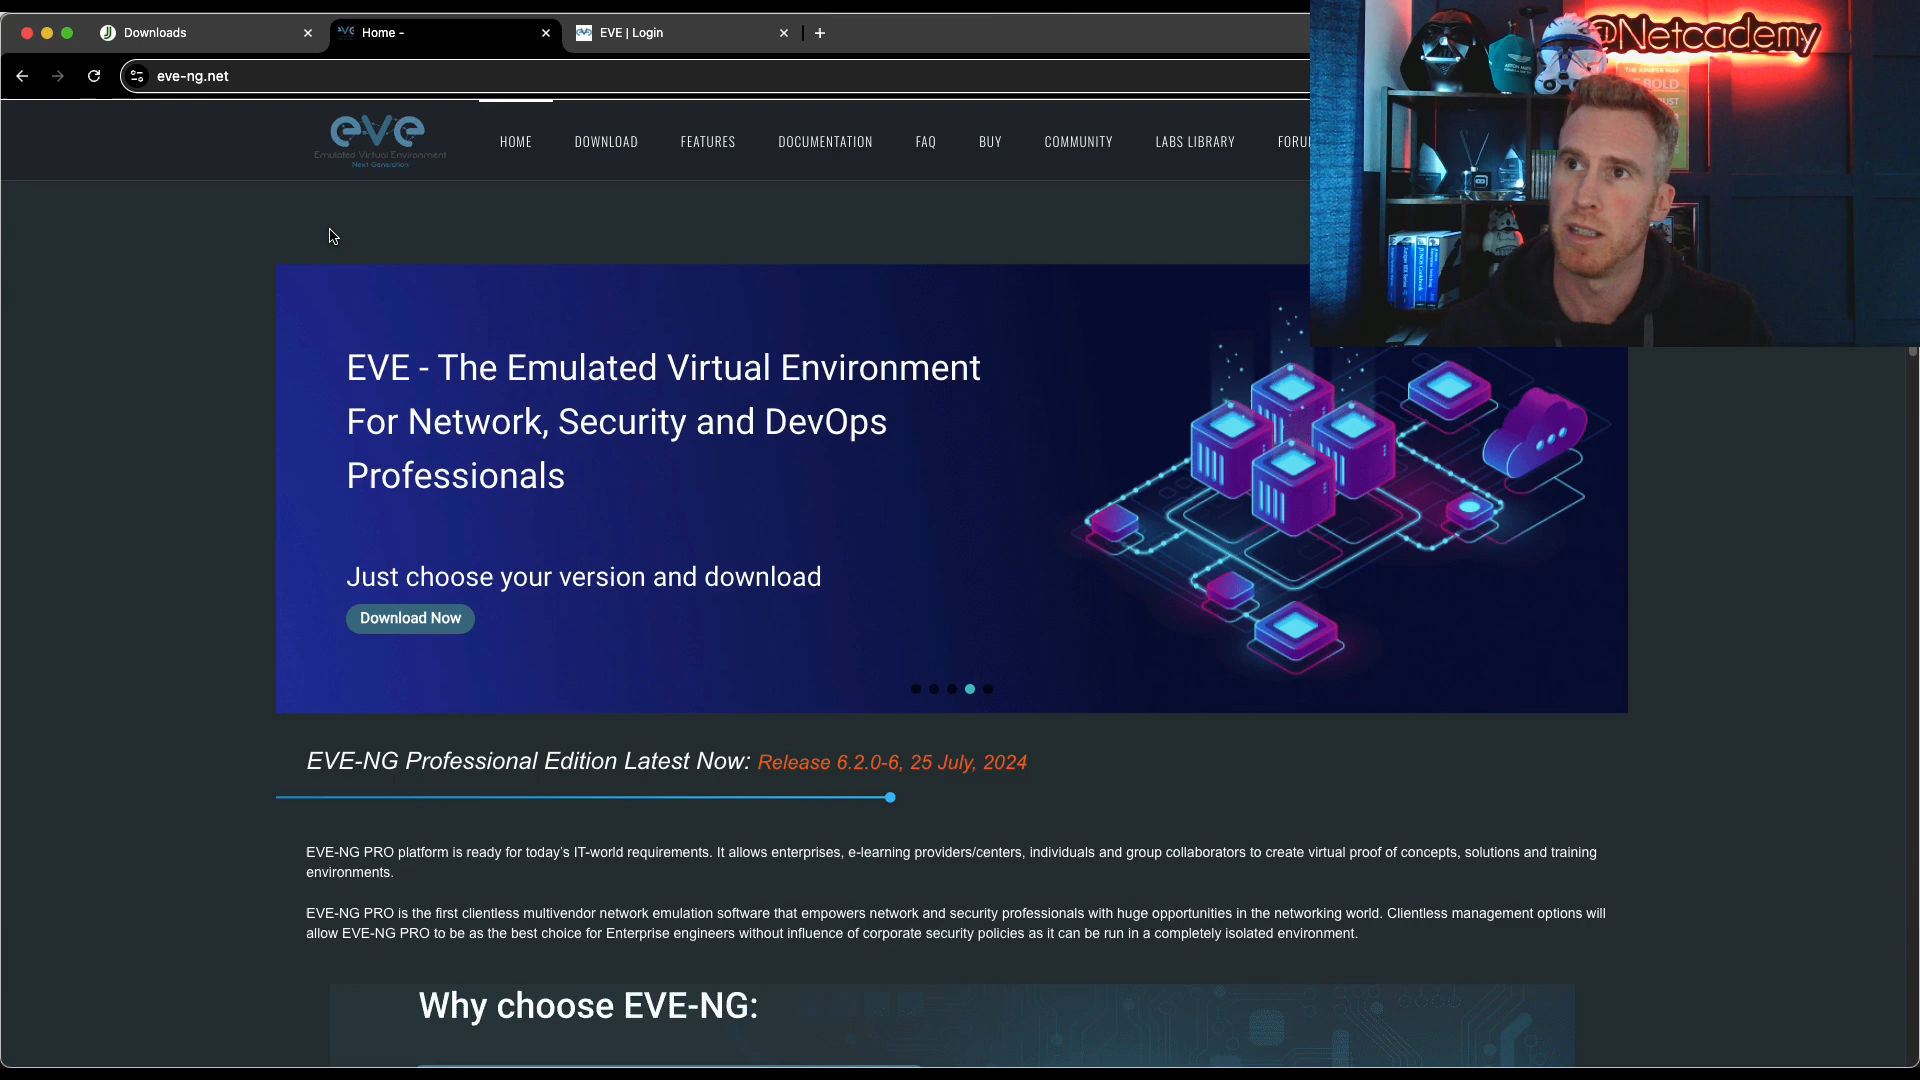 Downloads
Home -
EVE | Login
eve-ng.net
eve
Emulated Virtual Environment
Next Generation
HOME
DOWNLOAD
FEATURES
DOCUMENTATION
FAQ
BUY
COMMUNITY
LABS LIBRARY
FORU
@Netcademy
THE JUNIPER WAY
BOLD
EVE - The Emulated Virtual Environment
For Network, Security and DevOps
Professionals
Just choose your version and download
Download Now
EVE-NG Professional Edition Latest Now: Release 6.2.0-6, 25 July, 2024
EVE-NG PRO platform is ready for today's IT-world requirements. It allows enterprises, e-learning providers/centers, individuals and group collaborators to create virtual proof of concepts, solutions and training
environments.
EVE-NG PRO is the first clientless multivendor network emulation software that empowers network and security professionals with huge opportunities in the networking world. Clientless management options will
allow EVE-NG PRO to be as the best choice for Enterprise engineers without influence of corporate security policies as it can be run in a completely isolated environment.
Why choose EVE-NG: